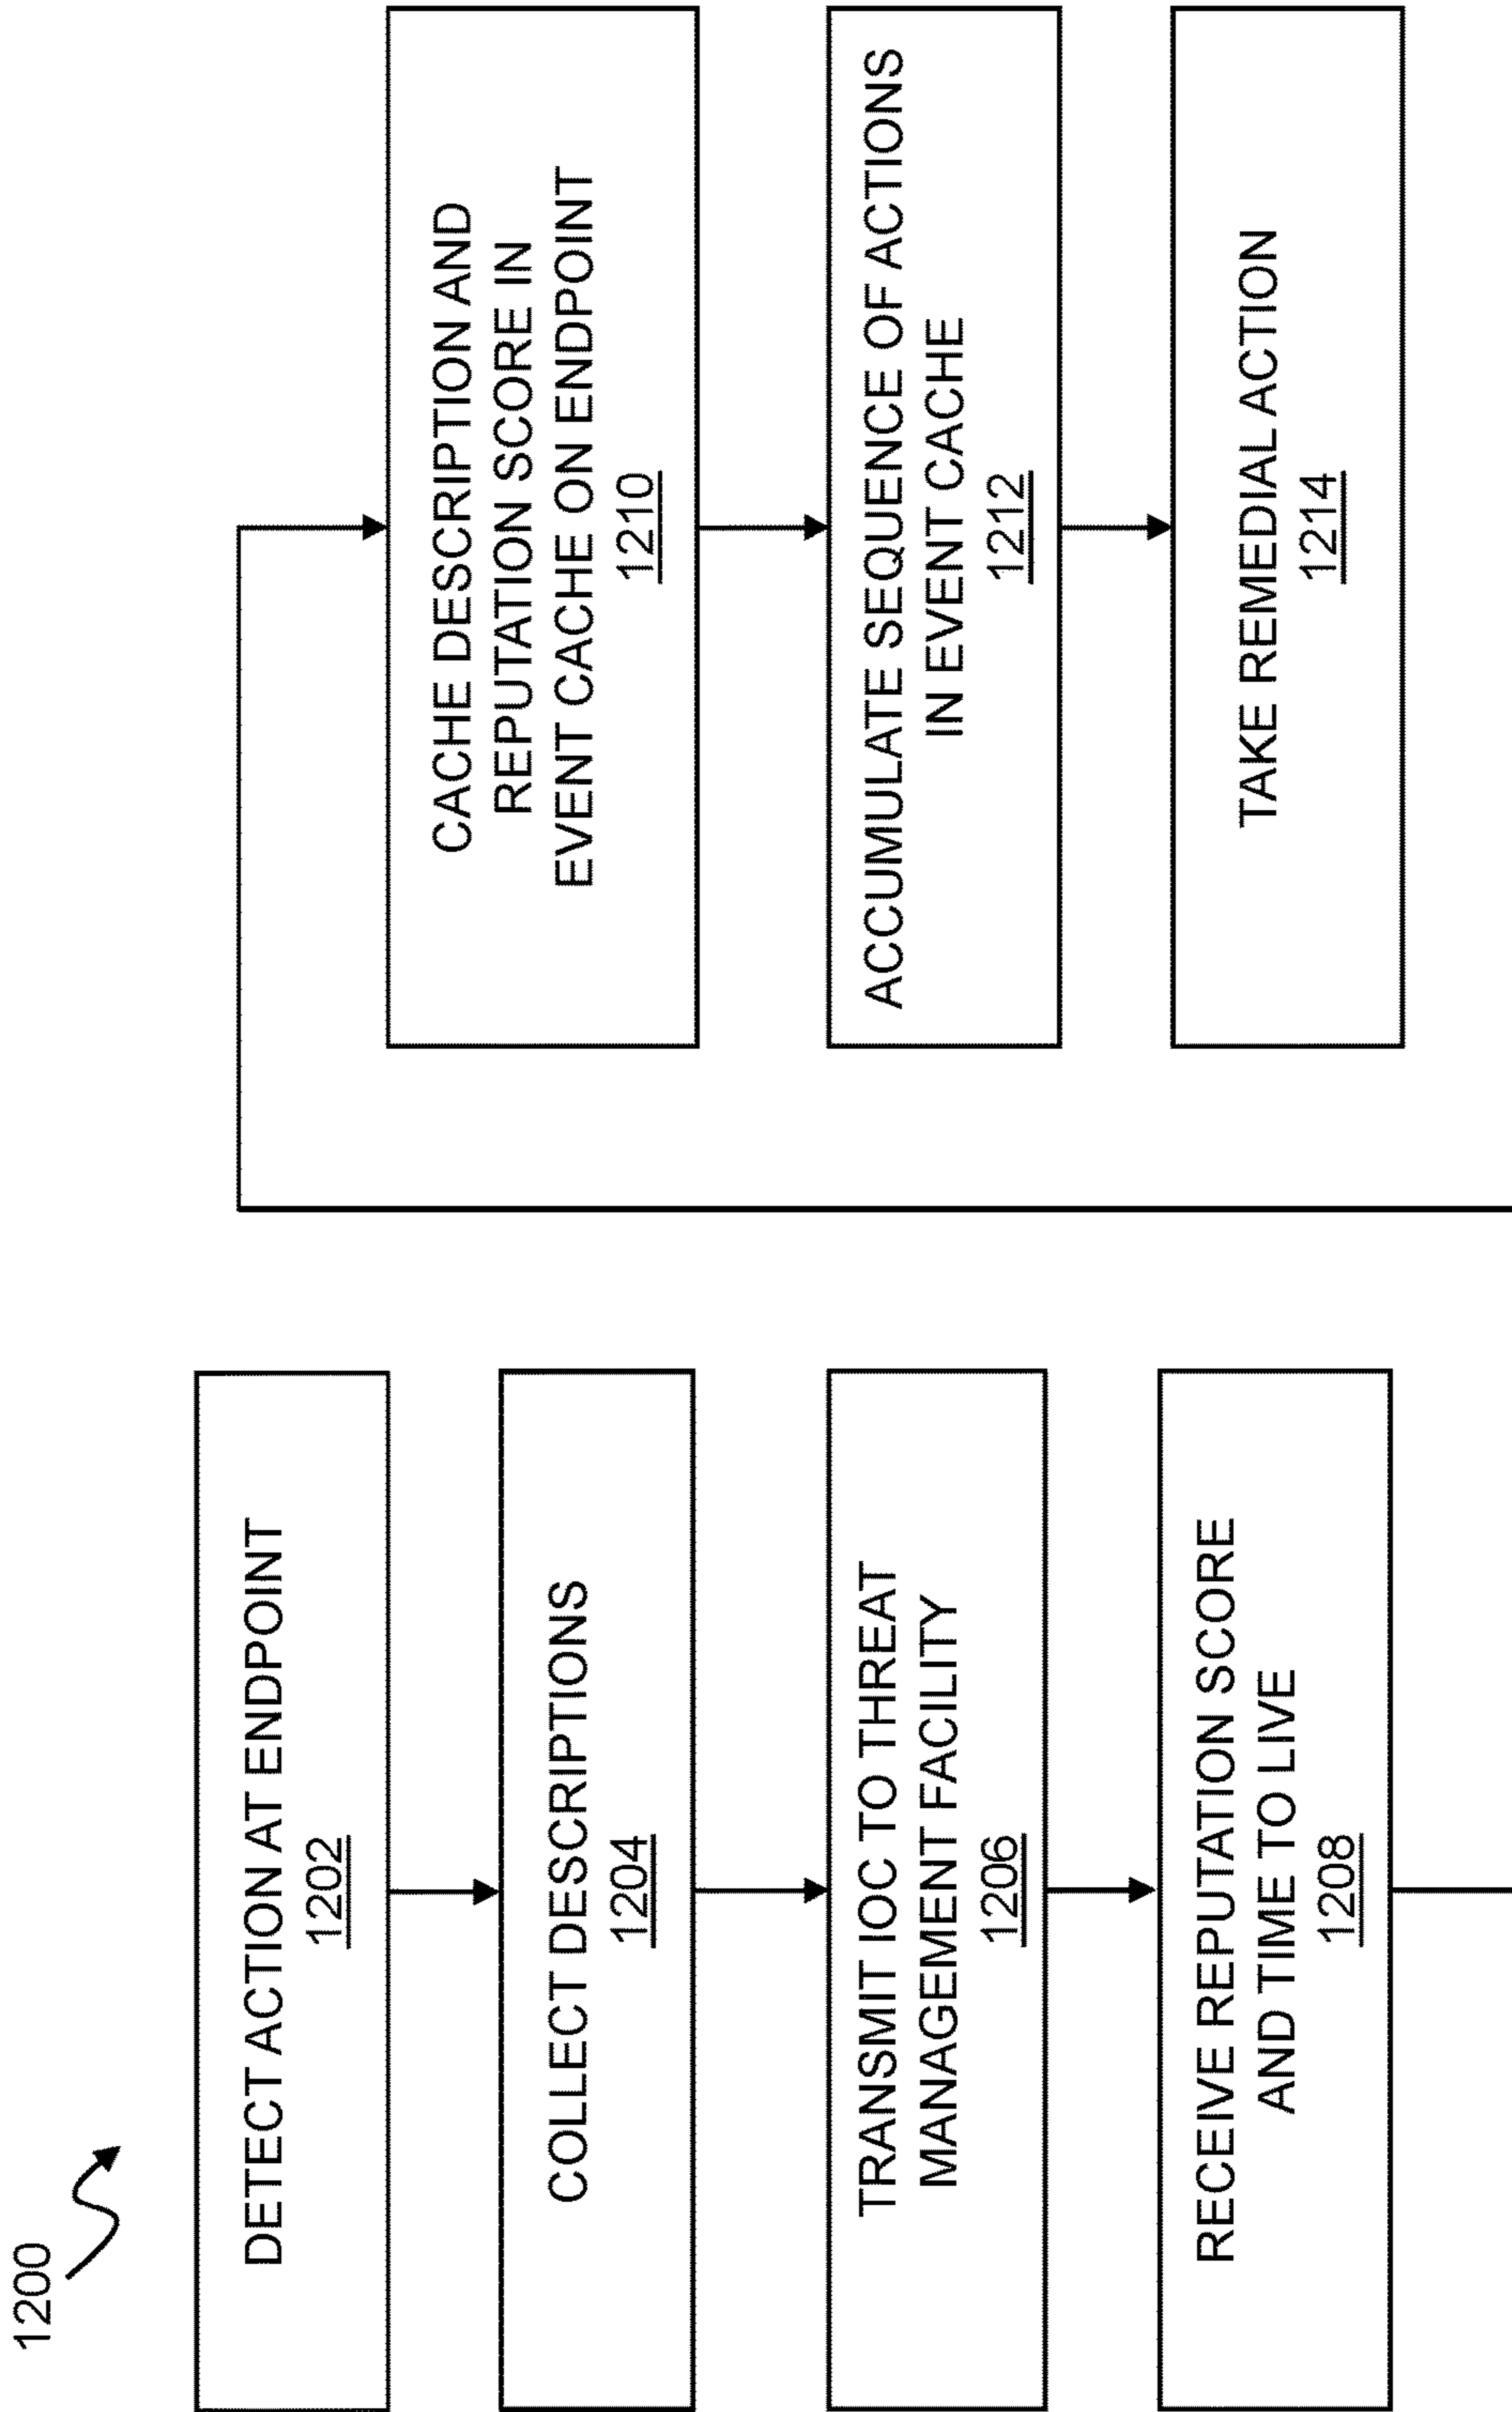 1200
DETECT ACTION AT ENDPOINT
1202
COLLECT DESCRIPTIONS
1204
TRANSMIT IOC TO THREAT
MANAGEMENT FACILITY
1206
RECEIVE REPUTATION SCORE
AND TIME TO LIVE
1208
CACHE DESCRIPTION AND
REPUTATION SCORE IN
EVENT CACHE ON ENDPOINT
1210
ACCUMULATE SEQUENCE OF ACTIONS
IN EVENT CACHE
1212
TAKE REMEDIAL ACTION
1214